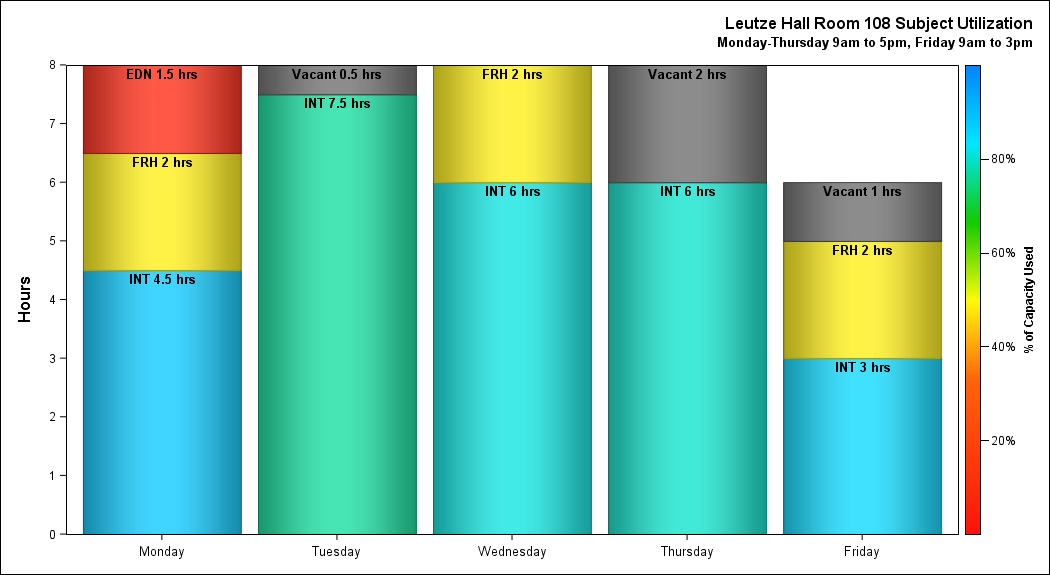 Leutze Hall Room 108 Subject Utilization
Monday-Thursday 9am to 5pm, Friday 9am to 3pm
Hours
8
7
6
5
4
3
2
1
0
EDN 1.5 hrs
FRH 2 hrs
INT 4.5 hrs
Vacant 0.5 hrs
INT 7.5 hrs
FRH 2 hrs
INT 6 hrs
Vacant 2 hrs
INT 6 hrs
Vacant 1 hrs
FRH 2 hrs
INT 3 hrs
Monday
Tuesday
Wednesday
Thursday
Friday
80%
60%
40%
20%
% of Capacity Used